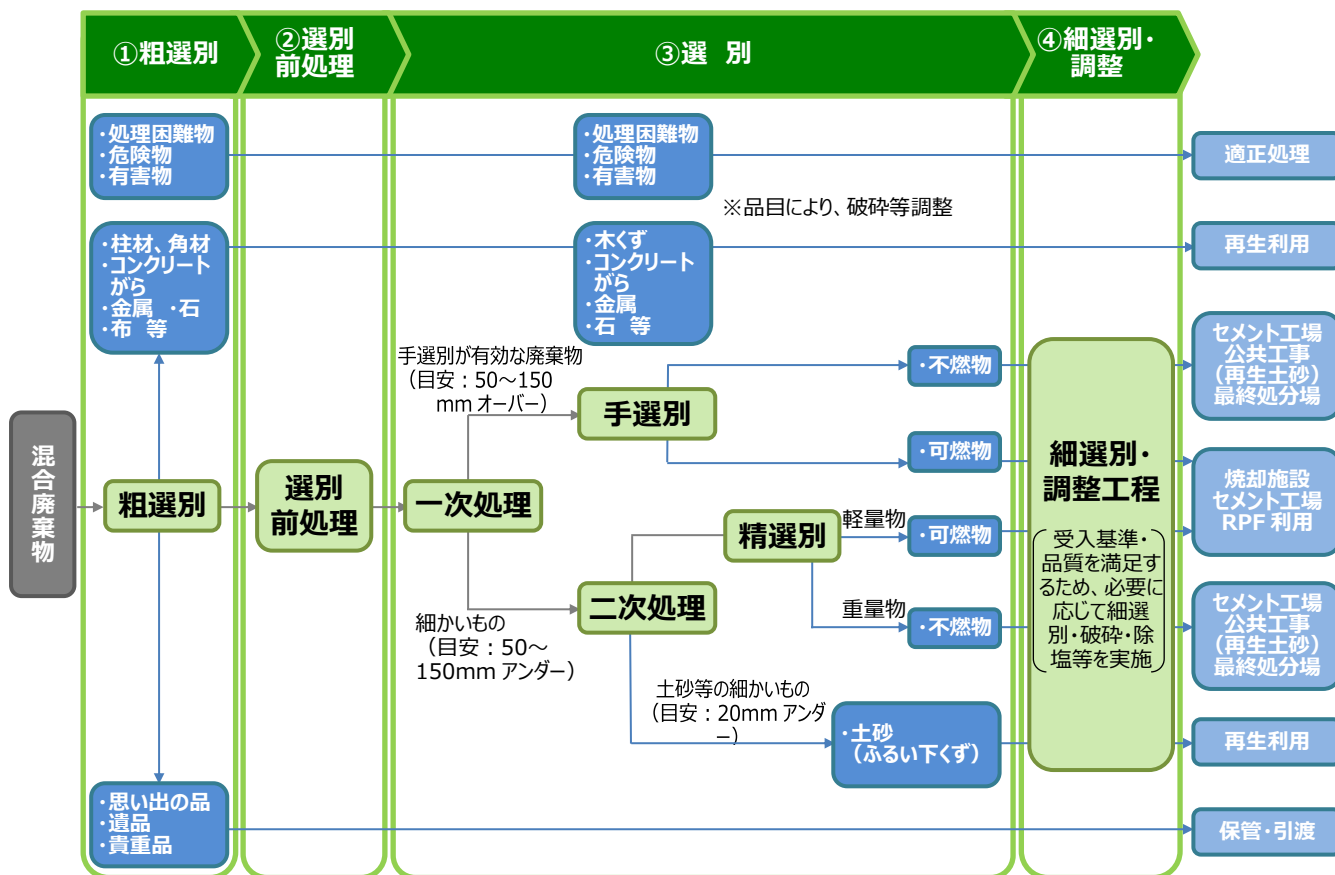 ①粗選別
②選別
前処理
③選 別
④細選別・
調整
・処理困難物
・危険物
・有害物
・処理困難物
・危険物
・有害物
適正処理
※品目により、破砕等調整
・柱材、角材
・コンクリート
がら
・金属 ・石
・布 等
・木くず
・コンクリート
がら
・金属
・石 等
再生利用
手選別が有効な廃棄物
（目安：50～150
mm オーバー）
手選別
・不燃物
・可燃物
セメント工場
公共工事
(再生土砂)
最終処分場
混合廃棄物
粗選別
選別
前処理
一次処理
細かいもの
（目安：50～
150mm アンダー）
二次処理
精選別
軽量物
・可燃物
重量物
・不燃物
土砂等の細かいもの
（目安：20mm アンダ
ー）
・土砂
（ふるい下くず）
細選別・
調整工程
受入基準・
品質を満足す
るため、必要に
応じて細選
別・破砕・除
塩等を実施
焼却施設
セメント工場
RPF 利用
セメント工場
公共工事
(再生土砂)
最終処分場
再生利用
・思い出の品
・遺品
・貴重品
保管・引渡